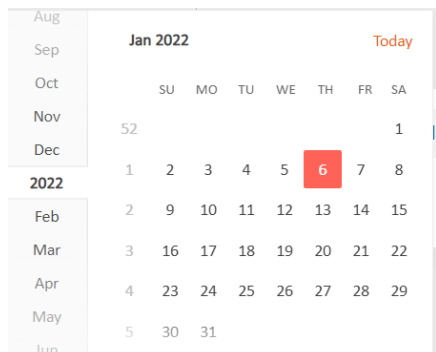 Aug
Sep
Oct
Nov
Dec
2022
Feb
Mar
Apr
May
Jun
Jan 2022 Today
SU MO TU WE TH FR SA
52 1
1 2 3 4 5 6 7 8
2 9 10 11 12 13 14 15
3 16 17 18 19 20 21 22
4 23 24 25 26 27 28 29
5 30 31